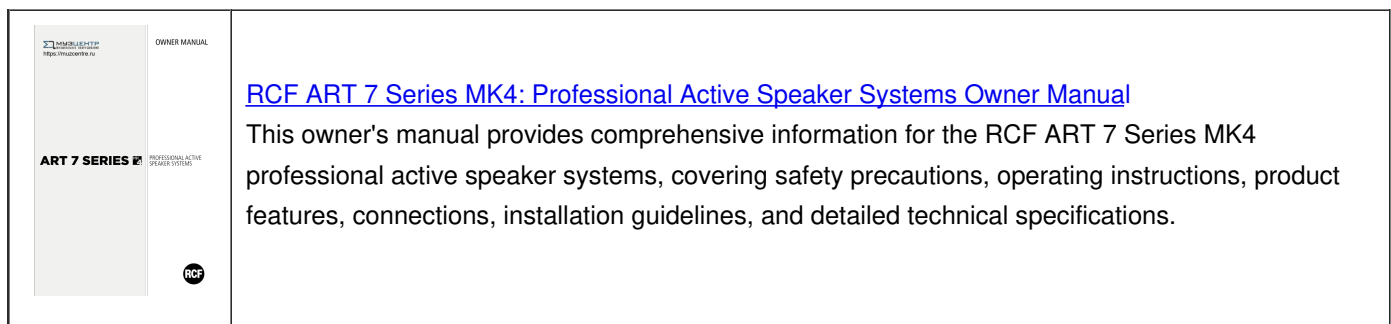 МУЗЦЕНТР
https://muzcentre.ru
OWNER MANUAL
ART 7 SERIES
PROFESSIONAL ACTIVE
SPEAKER SYSTEMS
RCF
RCF ART 7 Series MK4: Professional Active Speaker Systems Owner Manual
This owner's manual provides comprehensive information for the RCF ART 7 Series MK4
professional active speaker systems, covering safety precautions, operating instructions, product
features, connections, installation guidelines, and detailed technical specifications.